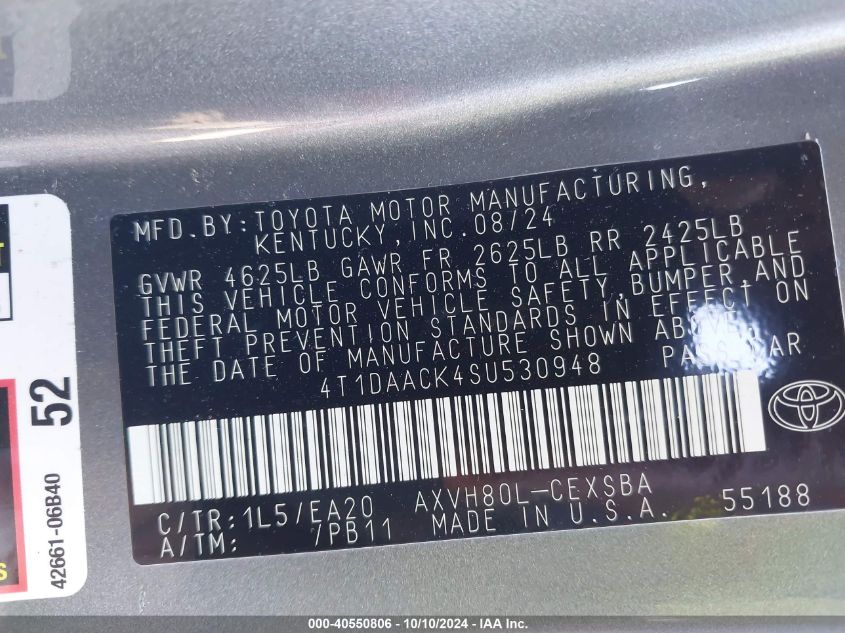 MFD. BY: TOYOTA MOTOR MANUFACTURING,
KENTUCKY, INC. 08/24
GVWR 4625LB GAWR FR 2625LB RR 2425LB
THIS VEHICLE CONFORMS TO ALL APPLICABLE
FEDERAL MOTOR VEHICLE SAFETY, BUMPER, AND
THEFT PREVENTION STANDARDS IN EFFECT ON
THE DATE OF MANUFACTURE SHOWN ABOVE.
4T1DAACK4SU530948
C/TR: 1L5/EA20 AXVH80L-CEXSBA
A/TM: /PB11 MADE IN U.S.A. 55188
52
42661-06B40
000-40550806 - 10/10/2024 - IAA Inc.